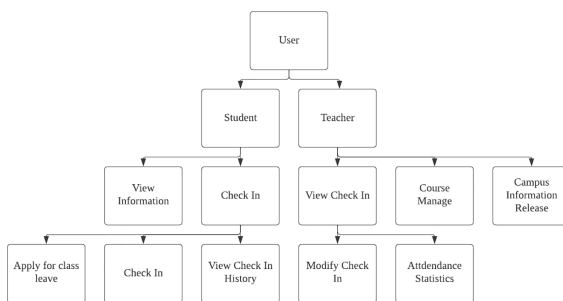 User
Student
Teacher
View
Information
Check In
View Check In
Course
Manage
Campus
Information
Release
Apply for class
leave
Check In
View Check In
History
Modify Check
In
Attdendance
Statistics